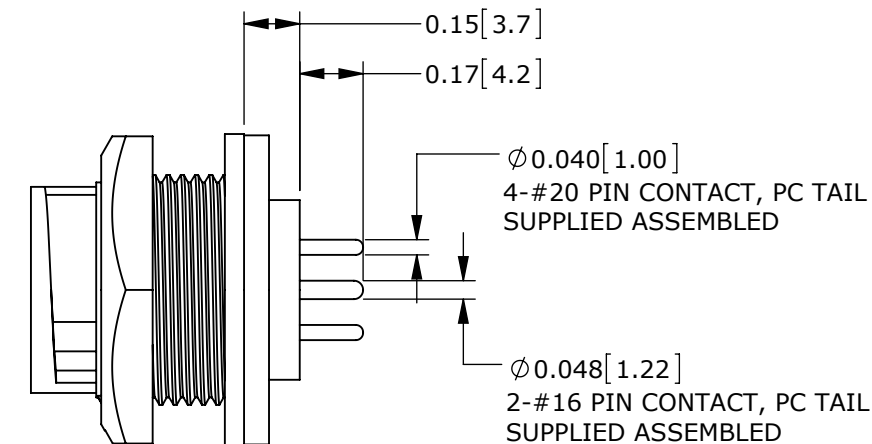 0.15[3.7]
0.17[4.2]
∅0.040[1.00]
4-#20 PIN CONTACT, PC TAIL
SUPPLIED ASSEMBLED
∅0.048[1.22]
2-#16 PIN CONTACT, PC TAIL
SUPPLIED ASSEMBLED